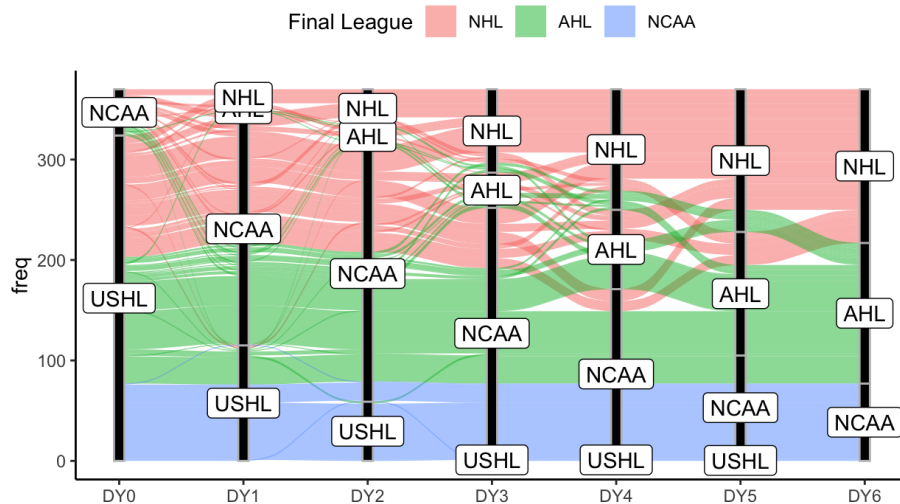 Final League NHL AHL NCAA
freq
300
200
100
0
NCAA
USHL
NHL
AHL
NCAA
USHL
NHL
AHL
NCAA
USHL
NHL
AHL
NCAA
USHL
NHL
AHL
NCAA
USHL
NHL
AHL
NCAA
USHL
NHL
AHL
NCAA
DY0 DY1 DY2 DY3 DY4 DY5 DY6